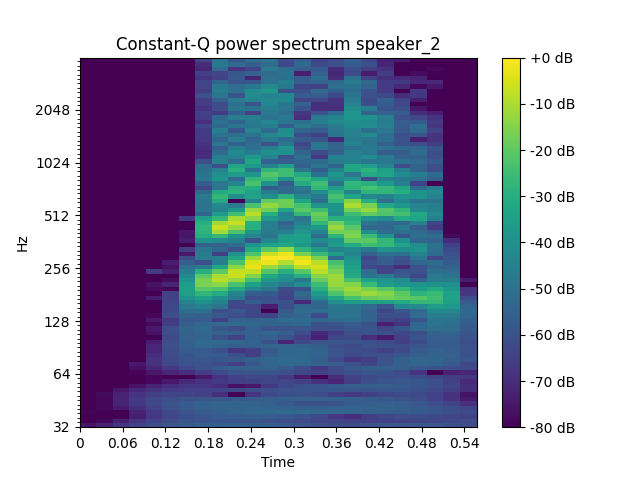 Constant-Q power spectrum speaker_2
Hz
2048
1024
512
256
128
64
32
0 0.06 0.12 0.18 0.24 0.3 0.36 0.42 0.48 0.54
Time
+0 dB
-10 dB
-20 dB
-30 dB
-40 dB
-50 dB
-60 dB
-70 dB
-80 dB